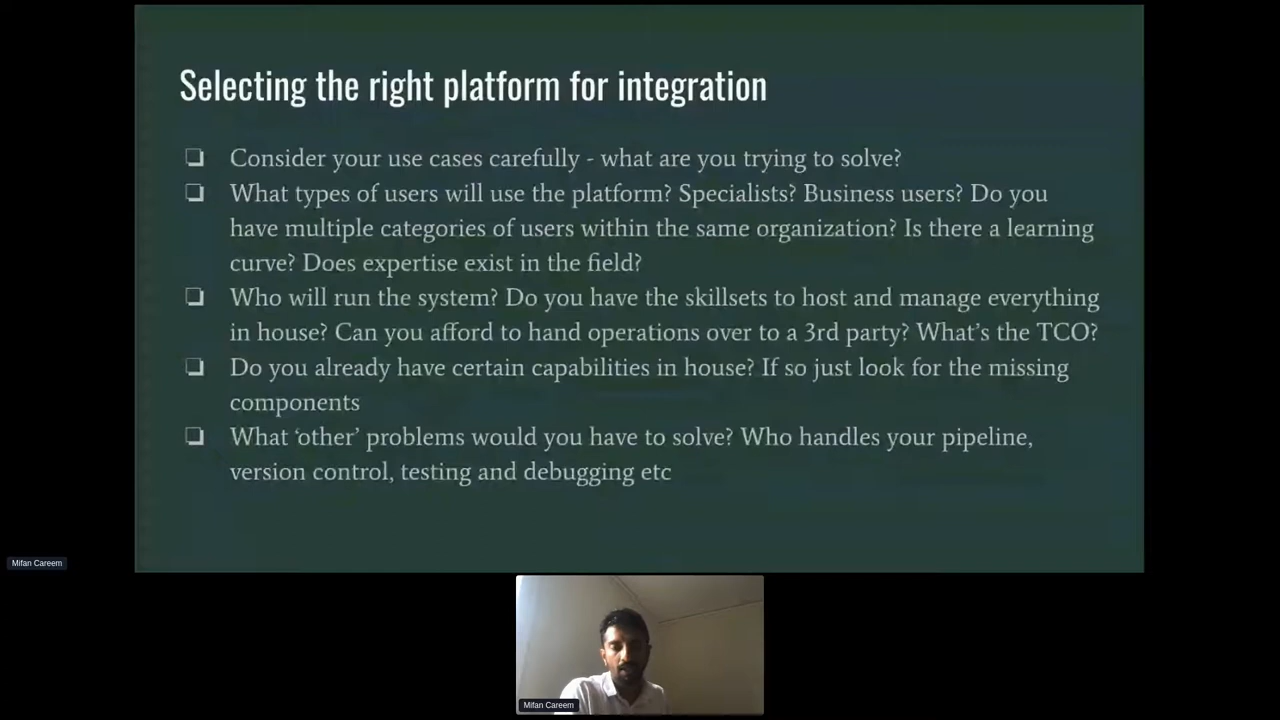 Selecting the right platform for integration
❏ Consider your use cases carefully - what are you trying to solve?
❏ What types of users will use the platform? Specialists? Business users? Do you
have multiple categories of users within the same organization? Is there a learning
curve? Does expertise exist in the field?
❏ Who will run the system? Do you have the skillsets to host and manage everything
in house? Can you afford to hand operations over to a 3rd party? What’s the TCO?
❏ Do you already have certain capabilities in house? If so just look for the missing
components
❏ What ‘other’ problems would you have to solve? Who handles your pipeline,
version control, testing and debugging etc
Mifan Careem
Mifan Careem